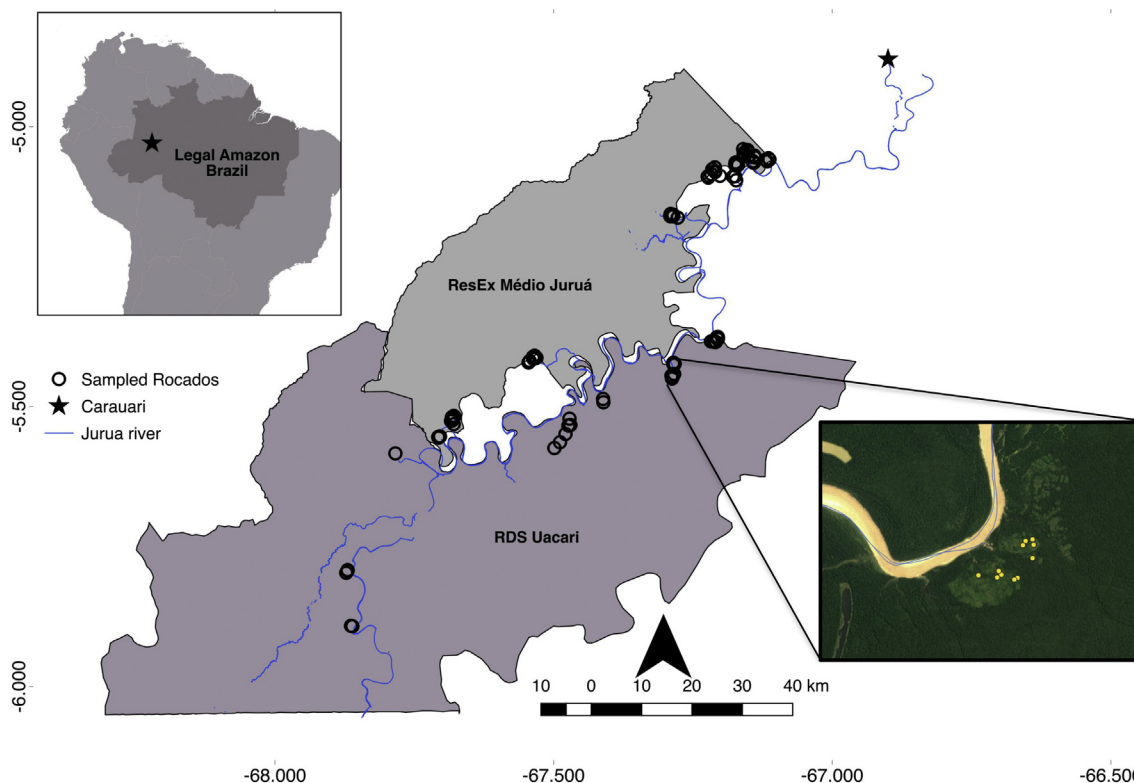 Legal Amazon
Brazil
-5.000
ResEx Médio Juruá
Sampled Rocados
Carauari
Jurua river
-5.500
RDS Uacari
-6.000
10 0 10 20 30 40 km
-68.000 -67.500 -67.000 -66.500